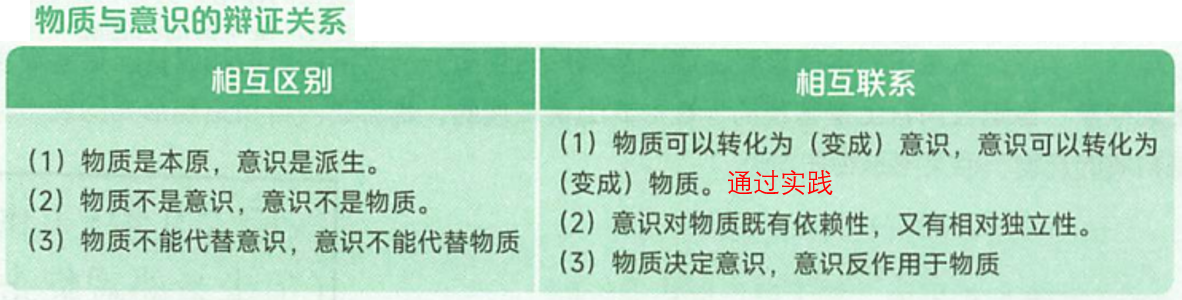 物质与意识的辩证关系
相互区别
相互联系
（1）物质是本原，意识是派生。
（2）物质不是意识，意识不是物质。
（3）物质不能代替意识，意识不能代替物质
（1）物质可以转化为（变成）意识，意识可以转化为
（变成）物质。通过实践
（2）意识对物质既有依赖性，又有相对独立性。
（3）物质决定意识，意识反作用于物质